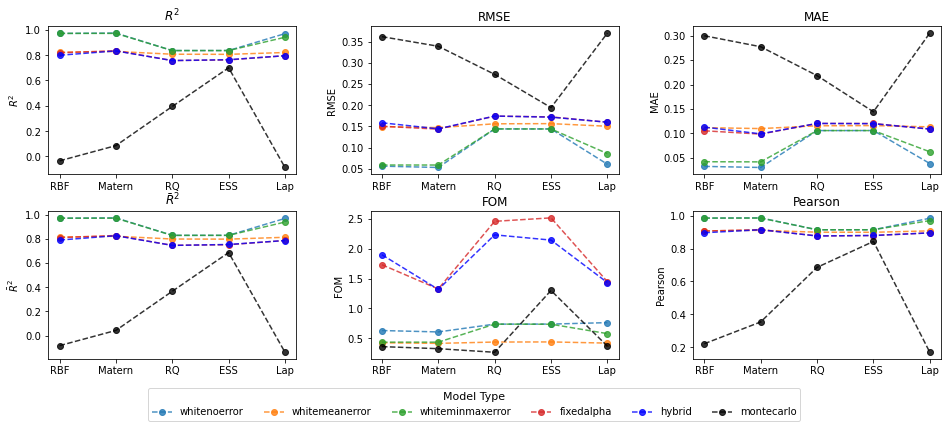 R²
RMSE
MAE
R²
1.0
0.8
0.6
0.4
0.2
0.0
RBF Matern RQ ESS Lap
RMSE
0.35
0.30
0.25
0.20
0.15
0.10
0.05
RBF Matern RQ ESS Lap
MAE
0.30
0.25
0.20
0.15
0.10
0.05
RBF Matern RQ ESS Lap
R̄²
FOM
Pearson
R̄²
1.0
0.8
0.6
0.4
0.2
0.0
RBF Matern RQ ESS Lap
FOM
2.5
2.0
1.5
1.0
0.5
RBF Matern RQ ESS Lap
Pearson
1.0
0.8
0.6
0.4
0.2
RBF Matern RQ ESS Lap
Model Type
whitenoerror whitemeanerror whiteminmaxerror fixedalpha hybrid montecarlo